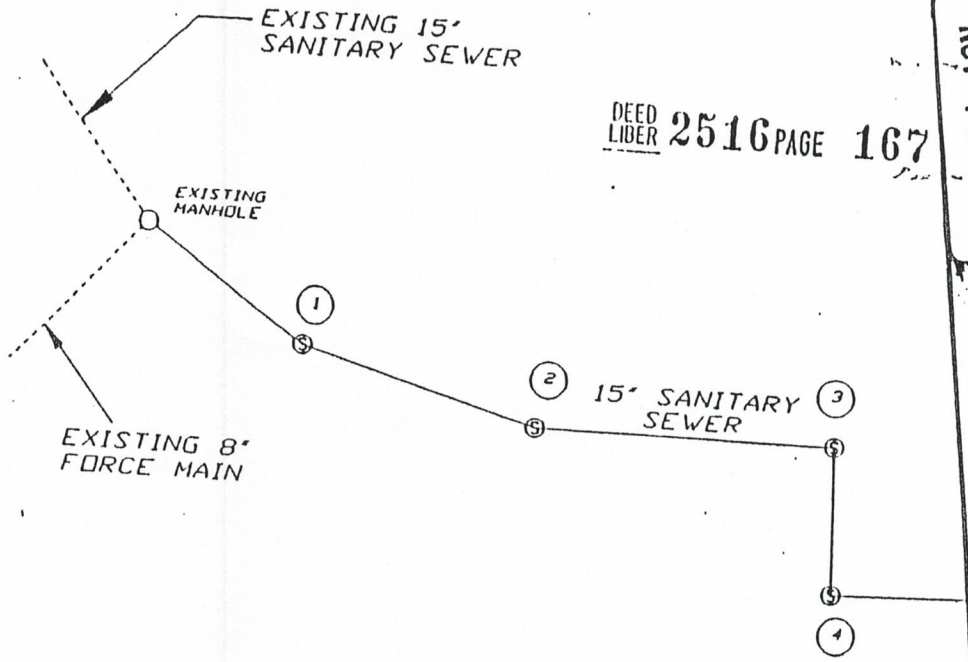 EXISTING 15"
SANITARY SEWER
DEED
LIBER 2516 PAGE 167
EXISTING
MANHOLE
1
S
2
15" SANITARY
SEWER
3
S
S
EXISTING 8"
FORCE MAIN
S
4